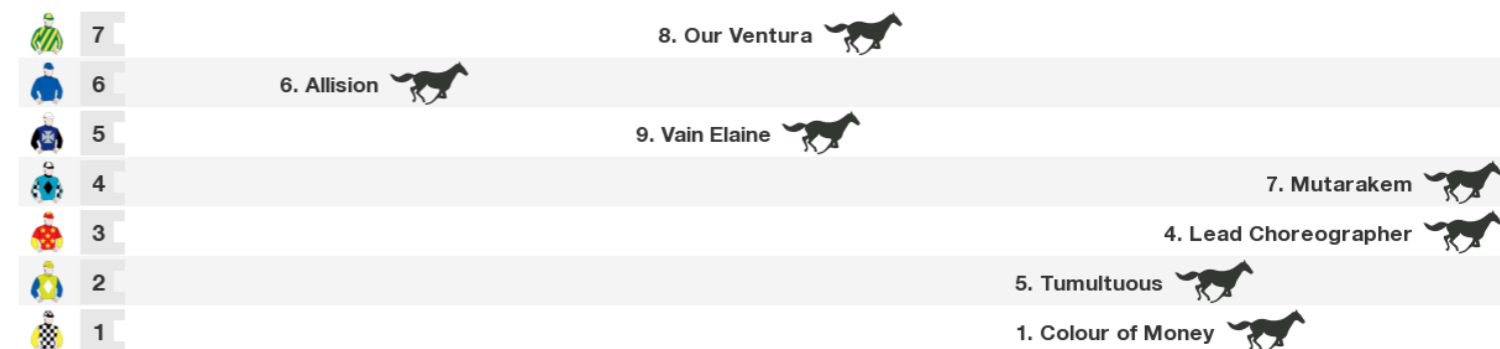 7 8. Our Ventura
6 6. Allision
5 9. Vain Elaine
4 7. Mutarakem
3 4. Lead Choreographer
2 5. Tumultuous
1 1. Colour of Money